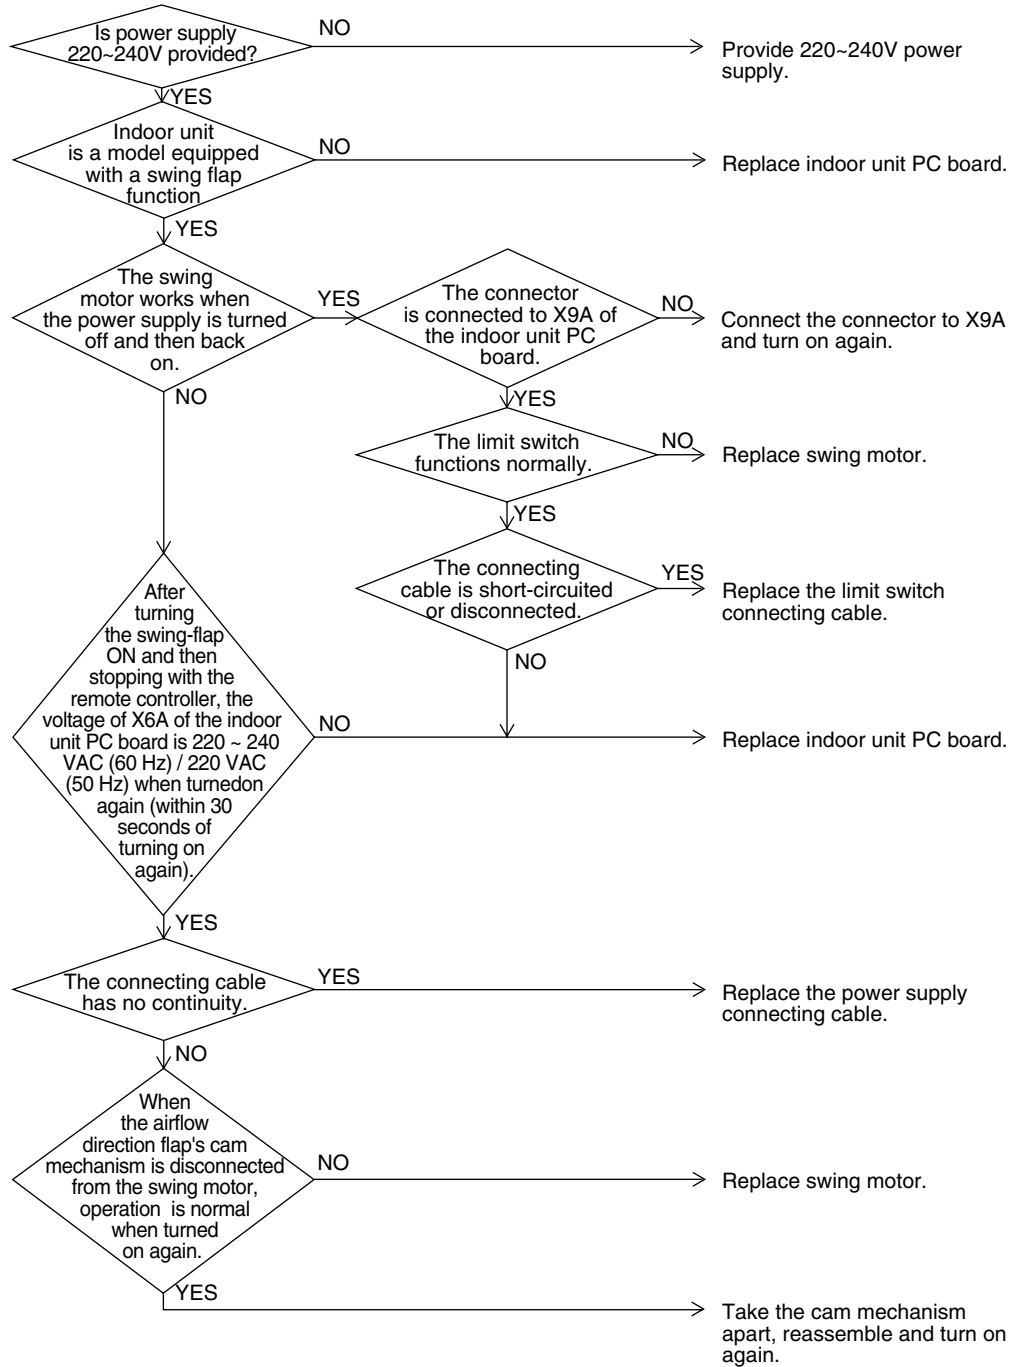 Is power supply
220~240V provided?
NO
Provide 220~240V power
supply.
YES
Indoor unit
is a model equipped
with a swing flap
function
NO
Replace indoor unit PC board.
YES
The swing
motor works when
the power supply is turned
off and then back
on.
YES
The connector
is connected to X9A of
the indoor unit PC
board.
NO
Connect the connector to X9A
and turn on again.
NO
YES
The limit switch
functions normally.
NO
Replace swing motor.
YES
The connecting
cable is short-circuited
or disconnected.
YES
Replace the limit switch
connecting cable.
NO
After
turning
the swing-flap
ON and then
stopping with the
remote controller, the
voltage of X6A of the indoor
unit PC board is 220 ~ 240
VAC (60 Hz) / 220 VAC
(50 Hz) when turnedon
again (within 30
seconds of
turning on
again).
NO
Replace indoor unit PC board.
YES
The connecting cable
has no continuity.
YES
Replace the power supply
connecting cable.
NO
When
the airflow
direction flap's cam
mechanism is disconnected
from the swing motor,
operation is normal
when turned
on again.
NO
Replace swing motor.
YES
Take the cam mechanism
apart, reassemble and turn on
again.